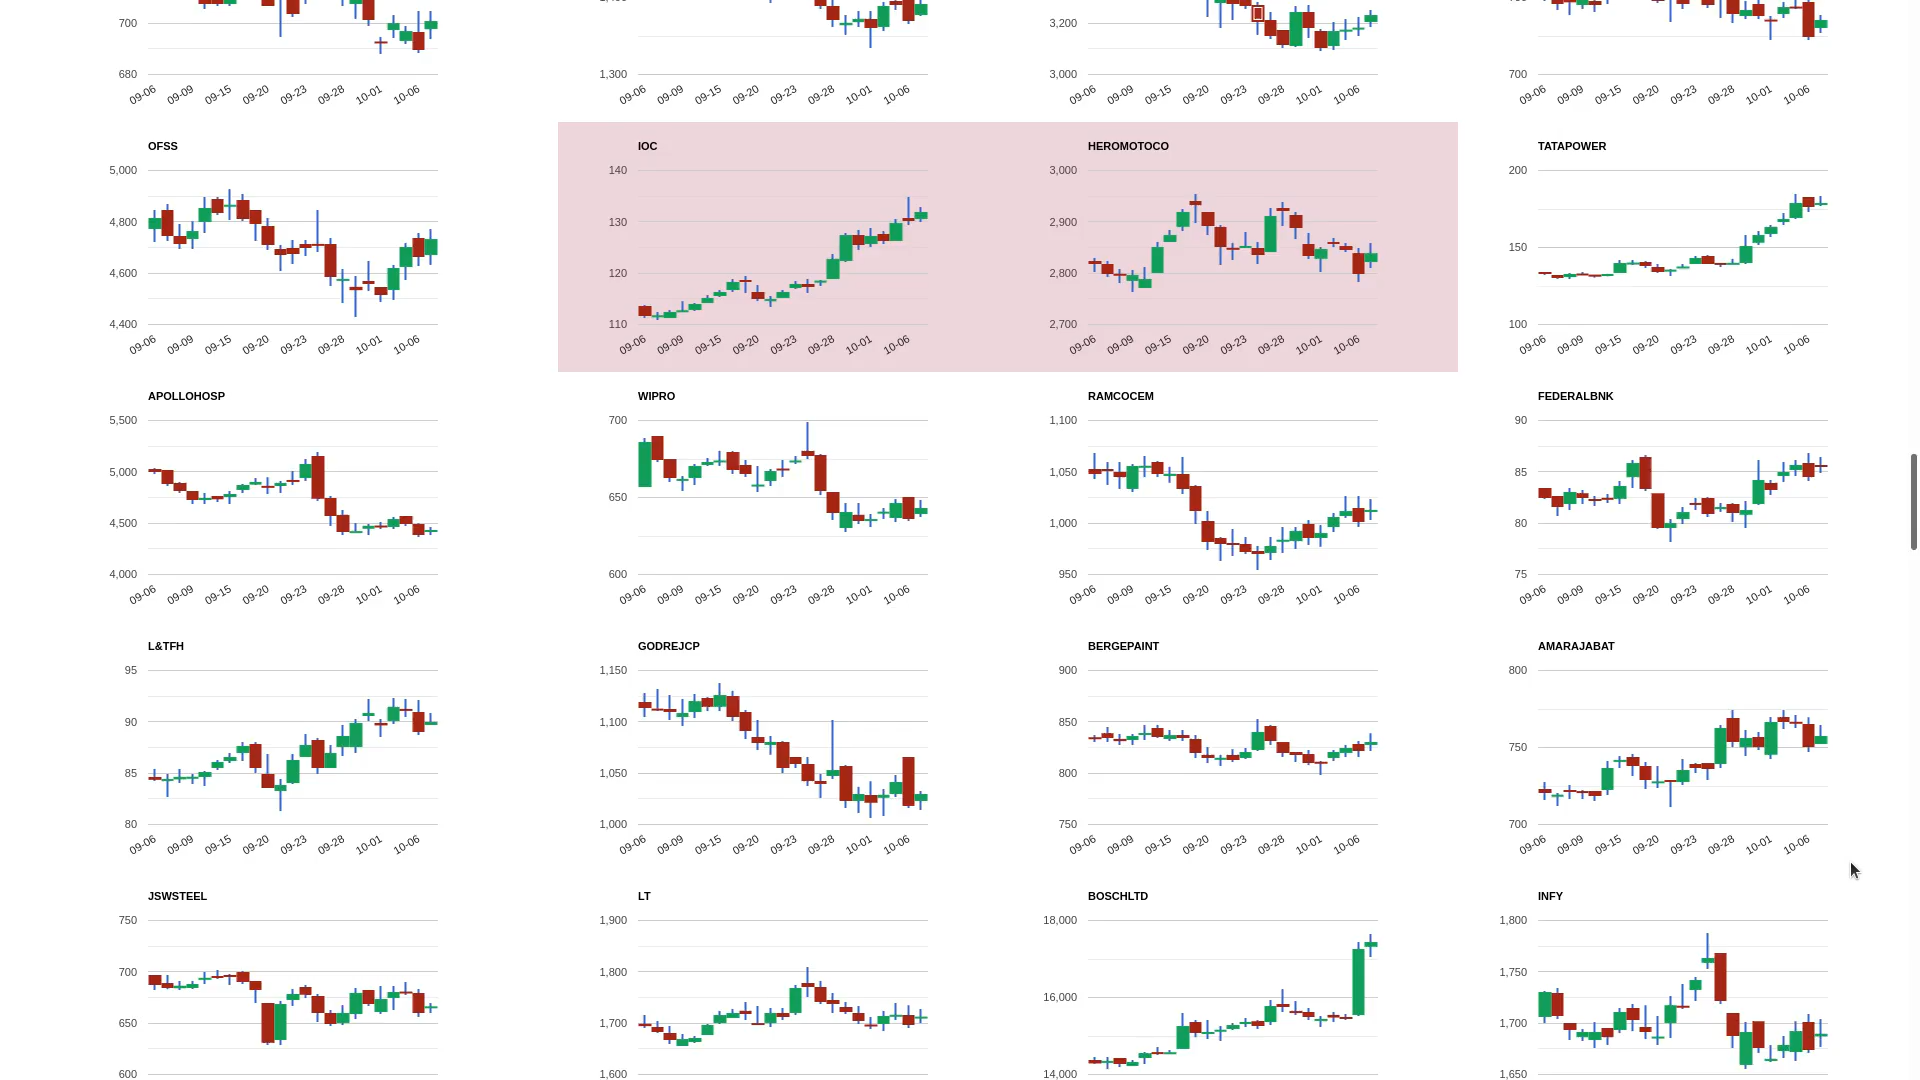 700 3,200
680 1,300 3,000 700
09-06 09-09 09-15 09-20 09-23 09-28 10-01 10-06 09-06 09-09 09-15 09-20 09-23 09-28 10-01 10-06 09-06 09-09 09-15 09-20 09-23 09-28 10-01 10-06 09-06 09-09 09-15 09-20 09-23 09-28 10-01 10-06
OFSS IOC HEROMOTOCO TATAPOWER
5,000 140 3,000 200
4,800 130 2,900
150
4,600 120 2,800
4,400 110 2,700 100
09-06 09-09 09-15 09-20 09-23 09-28 10-01 10-06 09-06 09-09 09-15 09-20 09-23 09-28 10-01 10-06 09-06 09-09 09-15 09-20 09-23 09-28 10-01 10-06 09-06 09-09 09-15 09-20 09-23 09-28 10-01 10-06
APOLLOHOSP WIPRO RAMCOCEM FEDERALBNK
5,500 700 1,100 90
5,000 1,050 85
650
4,500 1,000 80
4,000 600 950 75
09-06 09-09 09-15 09-20 09-23 09-28 10-01 10-06 09-06 09-09 09-15 09-20 09-23 09-28 10-01 10-06 09-06 09-09 09-15 09-20 09-23 09-28 10-01 10-06 09-06 09-09 09-15 09-20 09-23 09-28 10-01 10-06
L&TFH GODREJCP BERGEPAINT AMARAJABAT
95 1,150 900 800
90 1,100 850
750
85 1,050 800
80 1,000 750 700
09-06 09-09 09-15 09-20 09-23 09-28 10-01 10-06 09-06 09-09 09-15 09-20 09-23 09-28 10-01 10-06 09-06 09-09 09-15 09-20 09-23 09-28 10-01 10-06 09-06 09-09 09-15 09-20 09-23 09-28 10-01 10-06
JSWSTEEL LT BOSCHLTD INFY
750 1,900 18,000 1,800
700 1,800 1,750
16,000
650 1,700 1,700
600 1,600 14,000 1,650